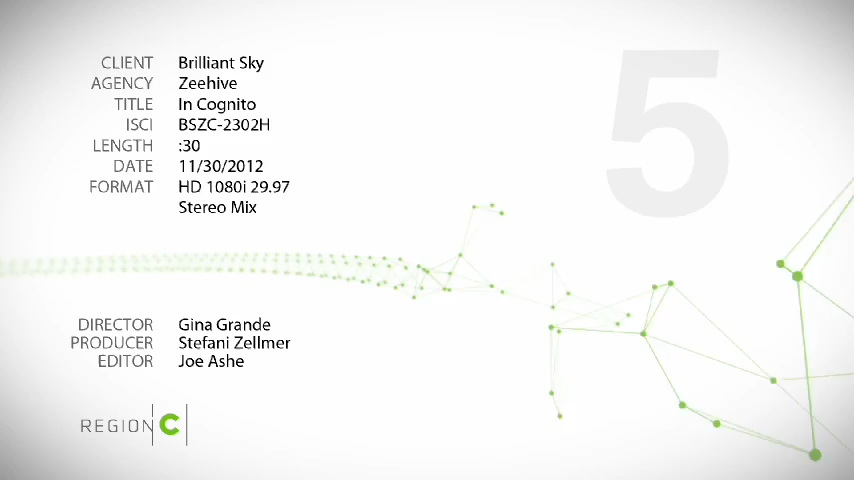 CLIENT Brilliant Sky
AGENCY Zeehive
TITLE In Cognito
ISCI BSZC-2302H
LENGTH :30
DATE 11/30/2012
FORMAT HD 1080i 29.97
Stereo Mix
5
DIRECTOR Gina Grande
PRODUCER Stefani Zellmer
EDITOR Joe Ashe
REGION C